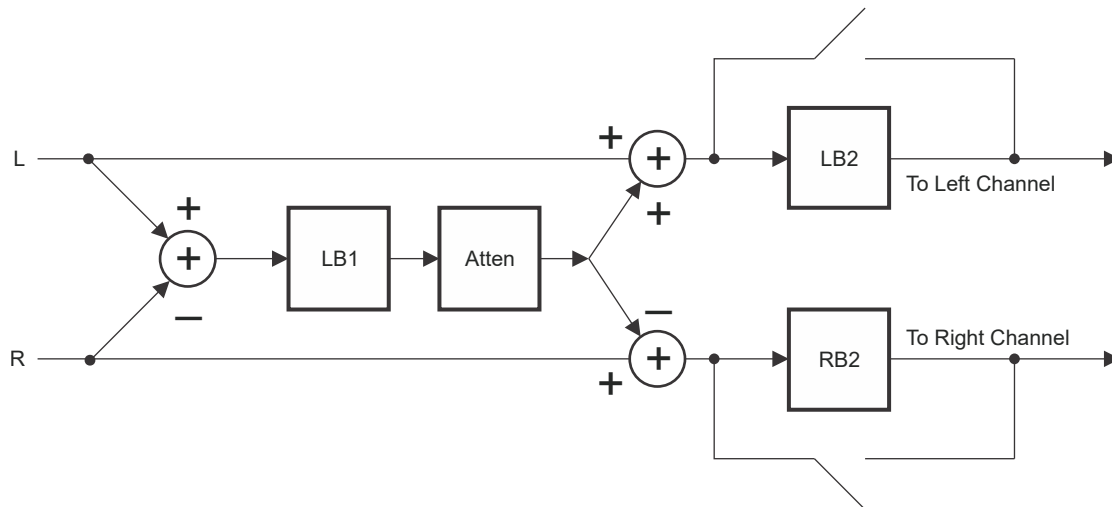 L
+
+
+
LB2
To Left Channel
+
+
LB1
Atten
−
−
R
+
+
RB2
To Right Channel